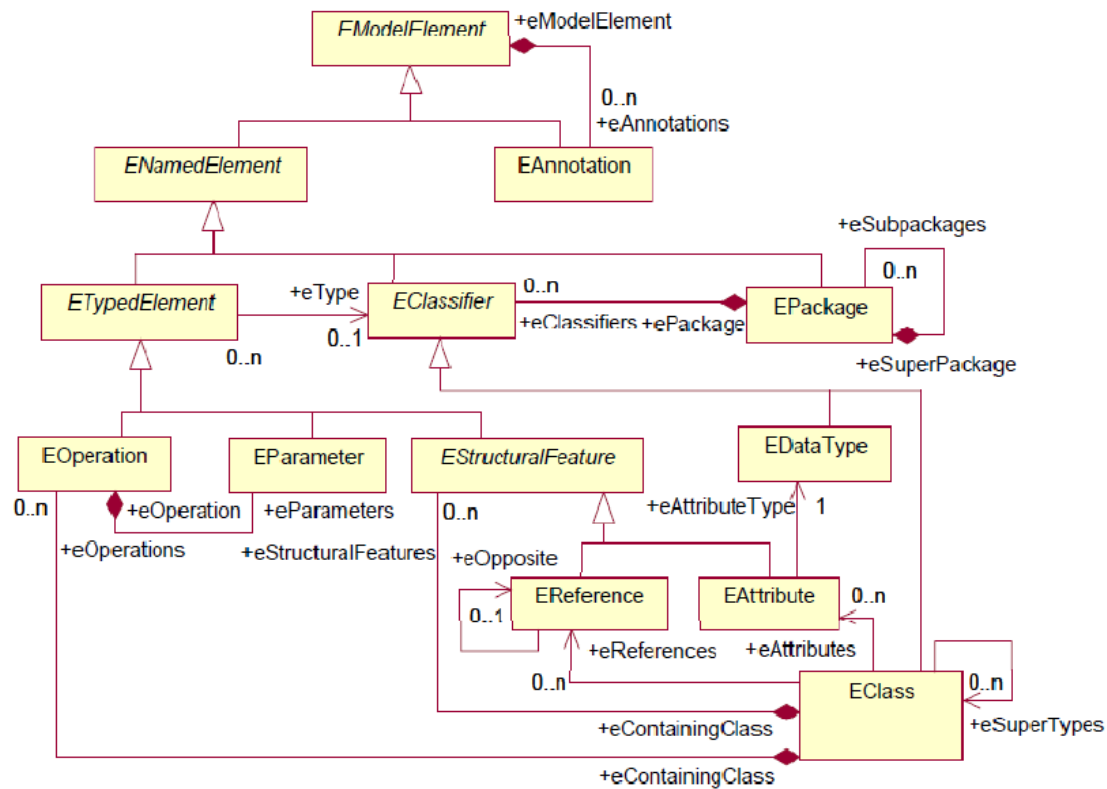 EModelElement
+eModelElement
0..n
+eAnnotations
ENamedElement
EAnnotation
+eSubpackages
0..n
ETypedElement
+eType
0..1
0..n
EClassifier
0..n
+eClassifiers
+ePackage
EPackage
+eSuperPackage
EOperation
EParameter
EStructuralFeature
EDataType
0..n
+eOperation
+eParameters
0..n
+eAttributeType
1
+eOperations
+eStructuralFeatures
+eOpposite
0..1
EReference
EAttribute
0..n
+eReferences
+eAttributes
0..n
EClass
0..n
+eSuperTypes
+eContainingClass
+eContainingClass